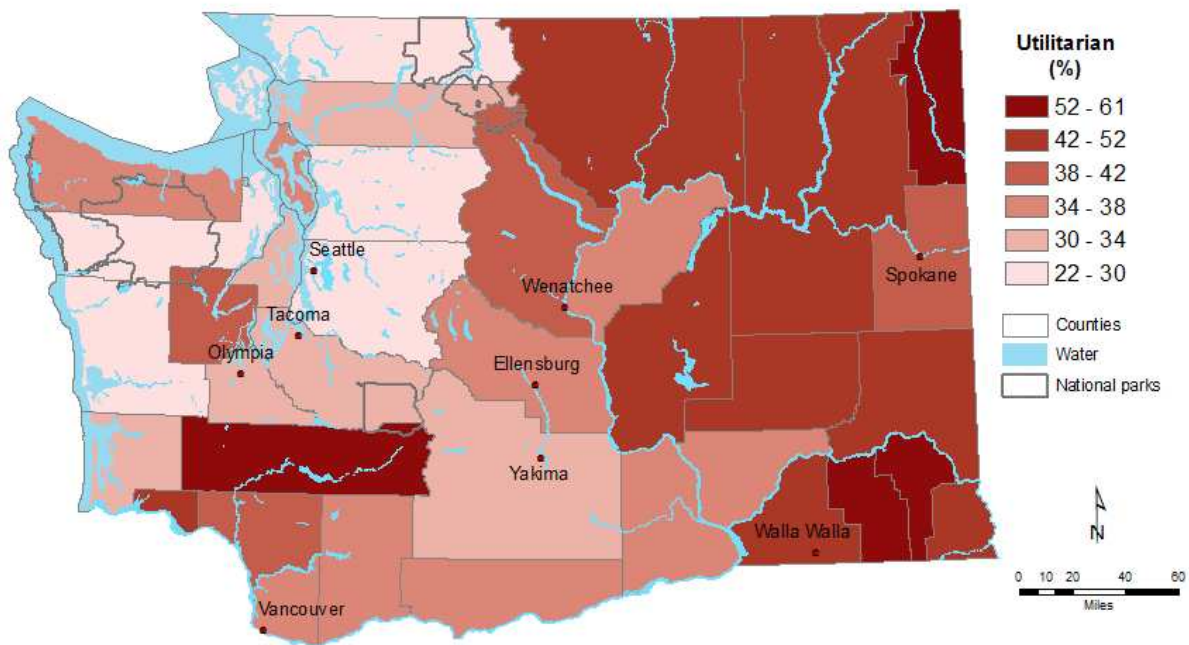 Utilitarian
(%)
52 - 61
42 - 52
38 - 42
34 - 38
30 - 34
22 - 30
Counties
Water
National parks
Seattle
Spokane
Wenatchee
Tacoma
Olympia
Ellensburg
Yakima
Walla Walla
Vancouver
N
0 10 20 40 60
Miles